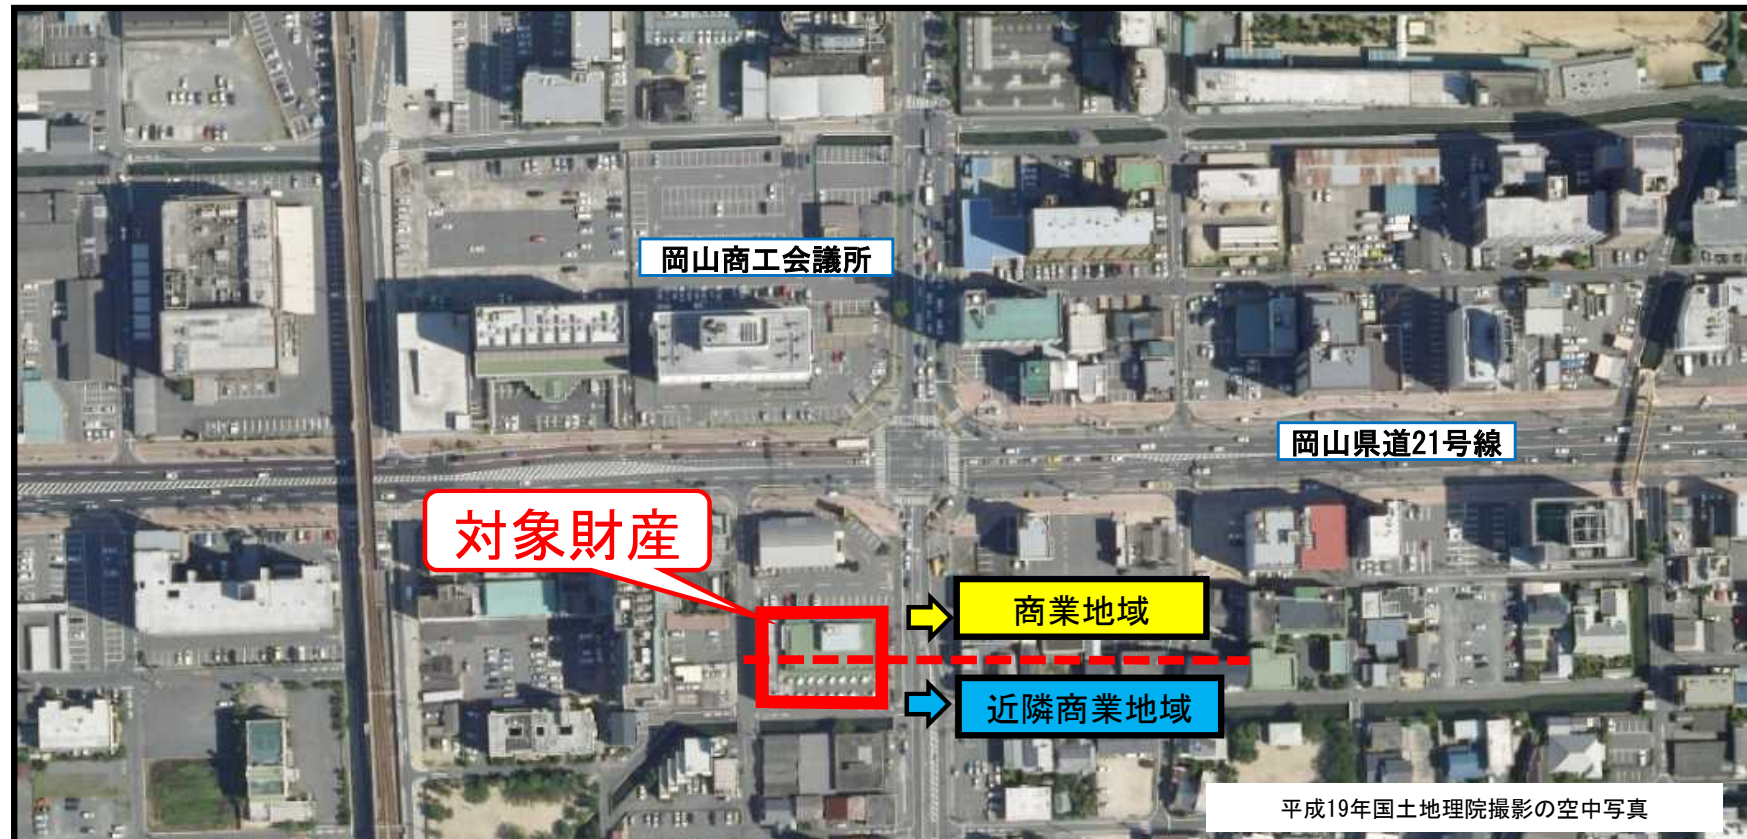 岡山商工会議所
岡山県道21号線
対象財産
商業地域
近隣商業地域
平成19年国土地理院撮影の空中写真